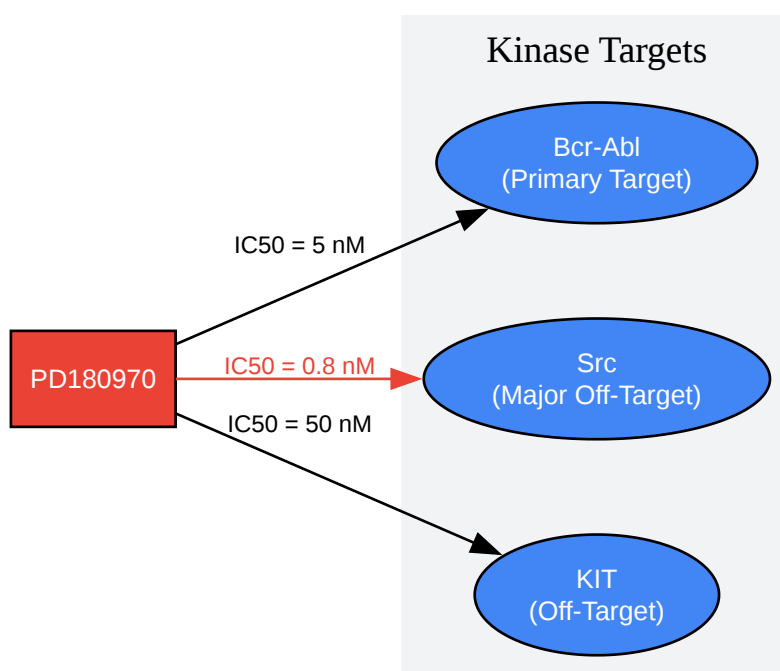 Kinase Targets
Bcr-Abl
(Primary Target)
IC50 = 5 nM
PD180970
IC50 = 0.8 nM
Src
(Major Off-Target)
IC50 = 50 nM
KIT
(Off-Target)